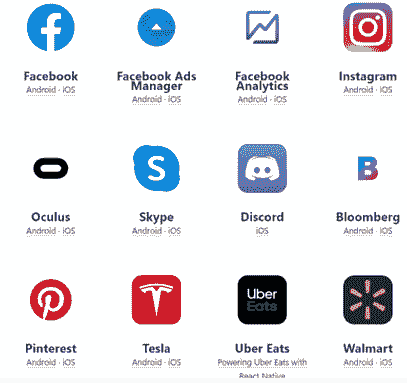 Facebook
Android · iOS
Facebook Ads
Manager
Android · iOS
Facebook
Analytics
Android · iOS
Instagram
Android · iOS
Oculus
Android · iOS
Skype
Android · iOS
Discord
iOS
Bloomberg
Android · iOS
Pinterest
Android · iOS
Tesla
Android · iOS
Uber
Eats
Uber Eats
Powering Uber Eats with
React Native
Walmart
Android · iOS